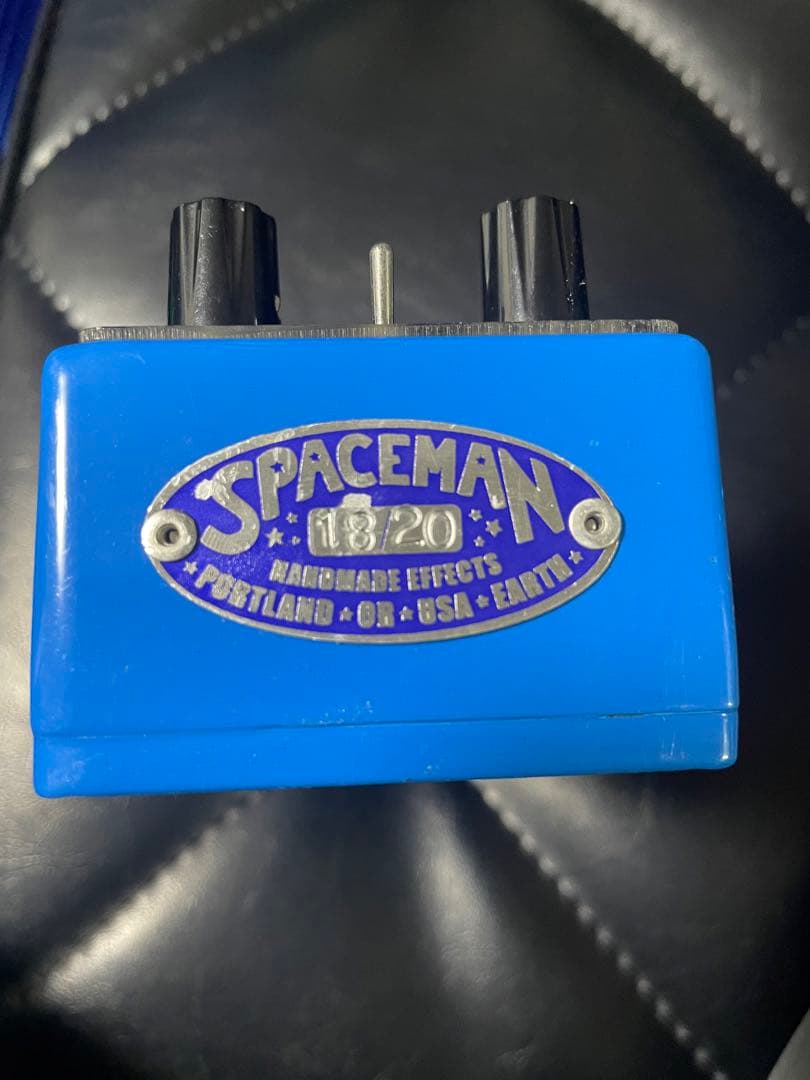 SPACEMAN
18/20
HANDMADE EFFECTS
PORTLAND ★ OR ★ USA ★ EARTH